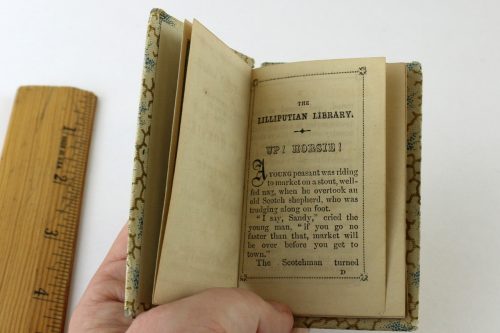 THE
LILLIPUTIAN LIBRARY.
UP! HORSIE!
A YOUNG peasant was riding
to market on a stout, well-
fed nag, when he overtook an
old Scotch shepherd, who was
trudging along on foot.
"I say, Sandy," cried the
young man, "if you go no
faster than that, market will
be over before you get to
town."
The Scotchman turned
D
1
2
3
4